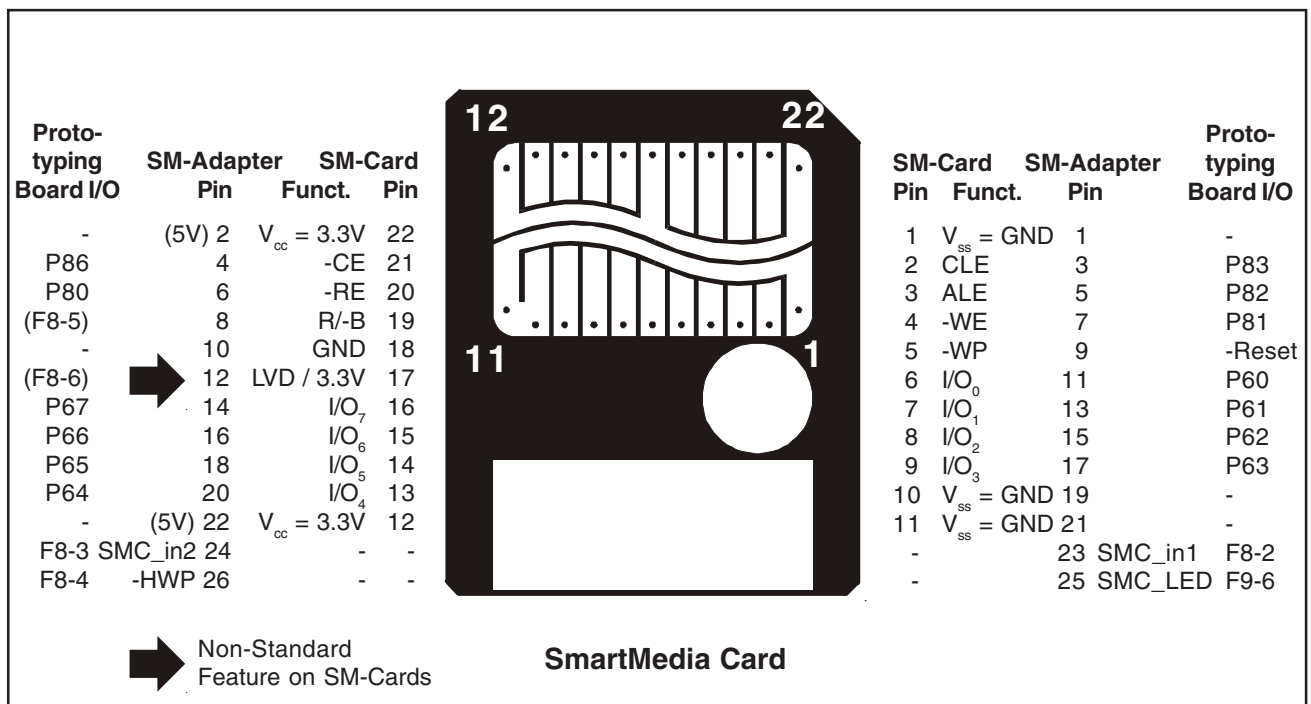 Proto-
typing
Board I/O
SM-Adapter
Pin
SM-Card
Funct. Pin
- (5V) 2 Vcc = 3.3V 22
P86 4 -CE 21
P80 6 -RE 20
(F8-5) 8 R/-B 19
- 10 GND 18
(F8-6) 12 LVD / 3.3V 17
P67 14 I/O7 16
P66 16 I/O6 15
P65 18 I/O5 14
P64 20 I/O4 13
- (5V) 22 Vcc = 3.3V 12
F8-3 SMC_in2 24 - -
F8-4 -HWP 26 - -
12 22
11 1
SM-Card
Pin Funct.
SM-Adapter
Pin
Proto-
typing
Board I/O
1 Vss = GND 1 -
2 CLE 3 P83
3 ALE 5 P82
4 -WE 7 P81
5 -WP 9 -Reset
6 I/O0 11 P60
7 I/O1 13 P61
8 I/O2 15 P62
9 I/O3 17 P63
10 Vss = GND 19 -
11 Vss = GND 21 -
- 23 SMC_in1 F8-2
- 25 SMC_LED F9-6
Non-Standard
Feature on SM-Cards
SmartMedia Card